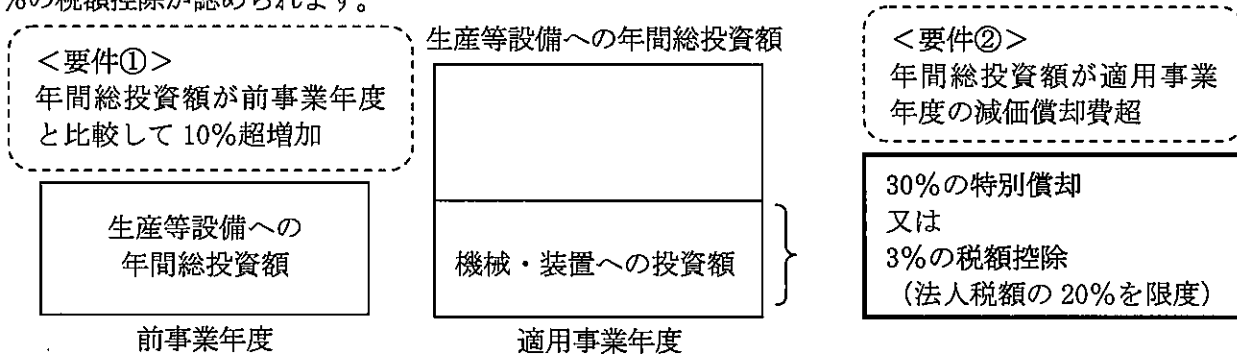 %の税額控除が認められます。
＜要件①＞
年間総投資額が前事業年度
と比較して 10%超増加
生産等設備への
年間総投資額
前事業年度
生産等設備への年間総投資額
機械・装置への投資額
適用事業年度
＜要件②＞
年間総投資額が適用事業
年度の減価償却費超
30%の特別償却
又は
3%の税額控除
（法人税額の 20%を限度）